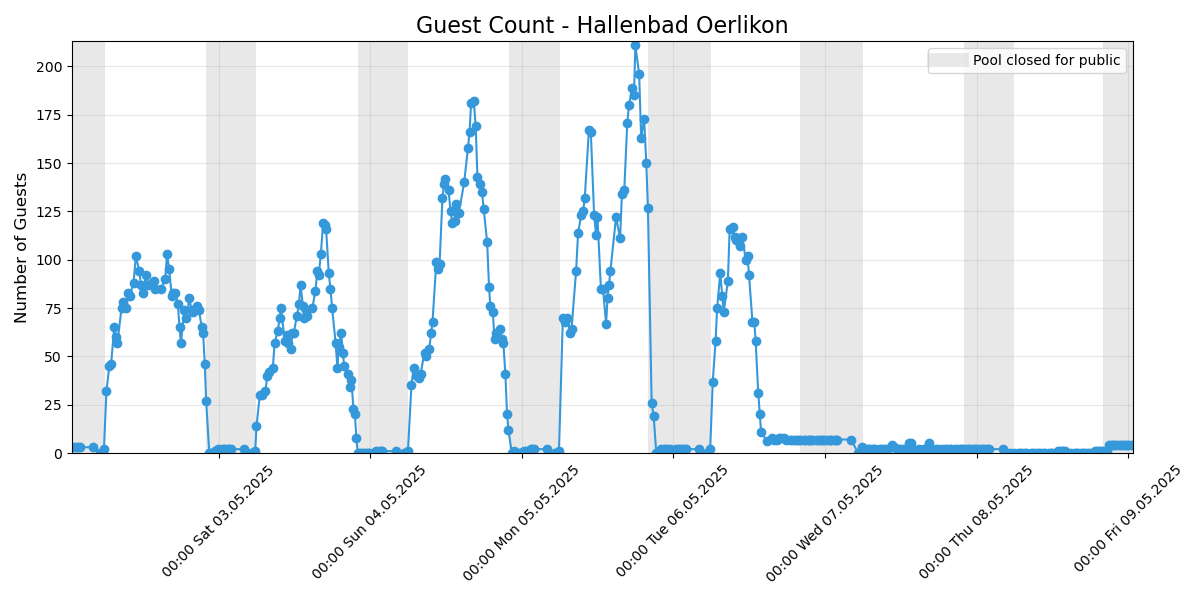 Guest Count - Hallenbad Oerlikon
Pool closed for public
Number of Guests
200
175
150
125
100
75
50
25
0
00:00 Sat 03.05.2025
00:00 Sun 04.05.2025
00:00 Mon 05.05.2025
00:00 Tue 06.05.2025
00:00 Wed 07.05.2025
00:00 Thu 08.05.2025
00:00 Fri 09.05.2025